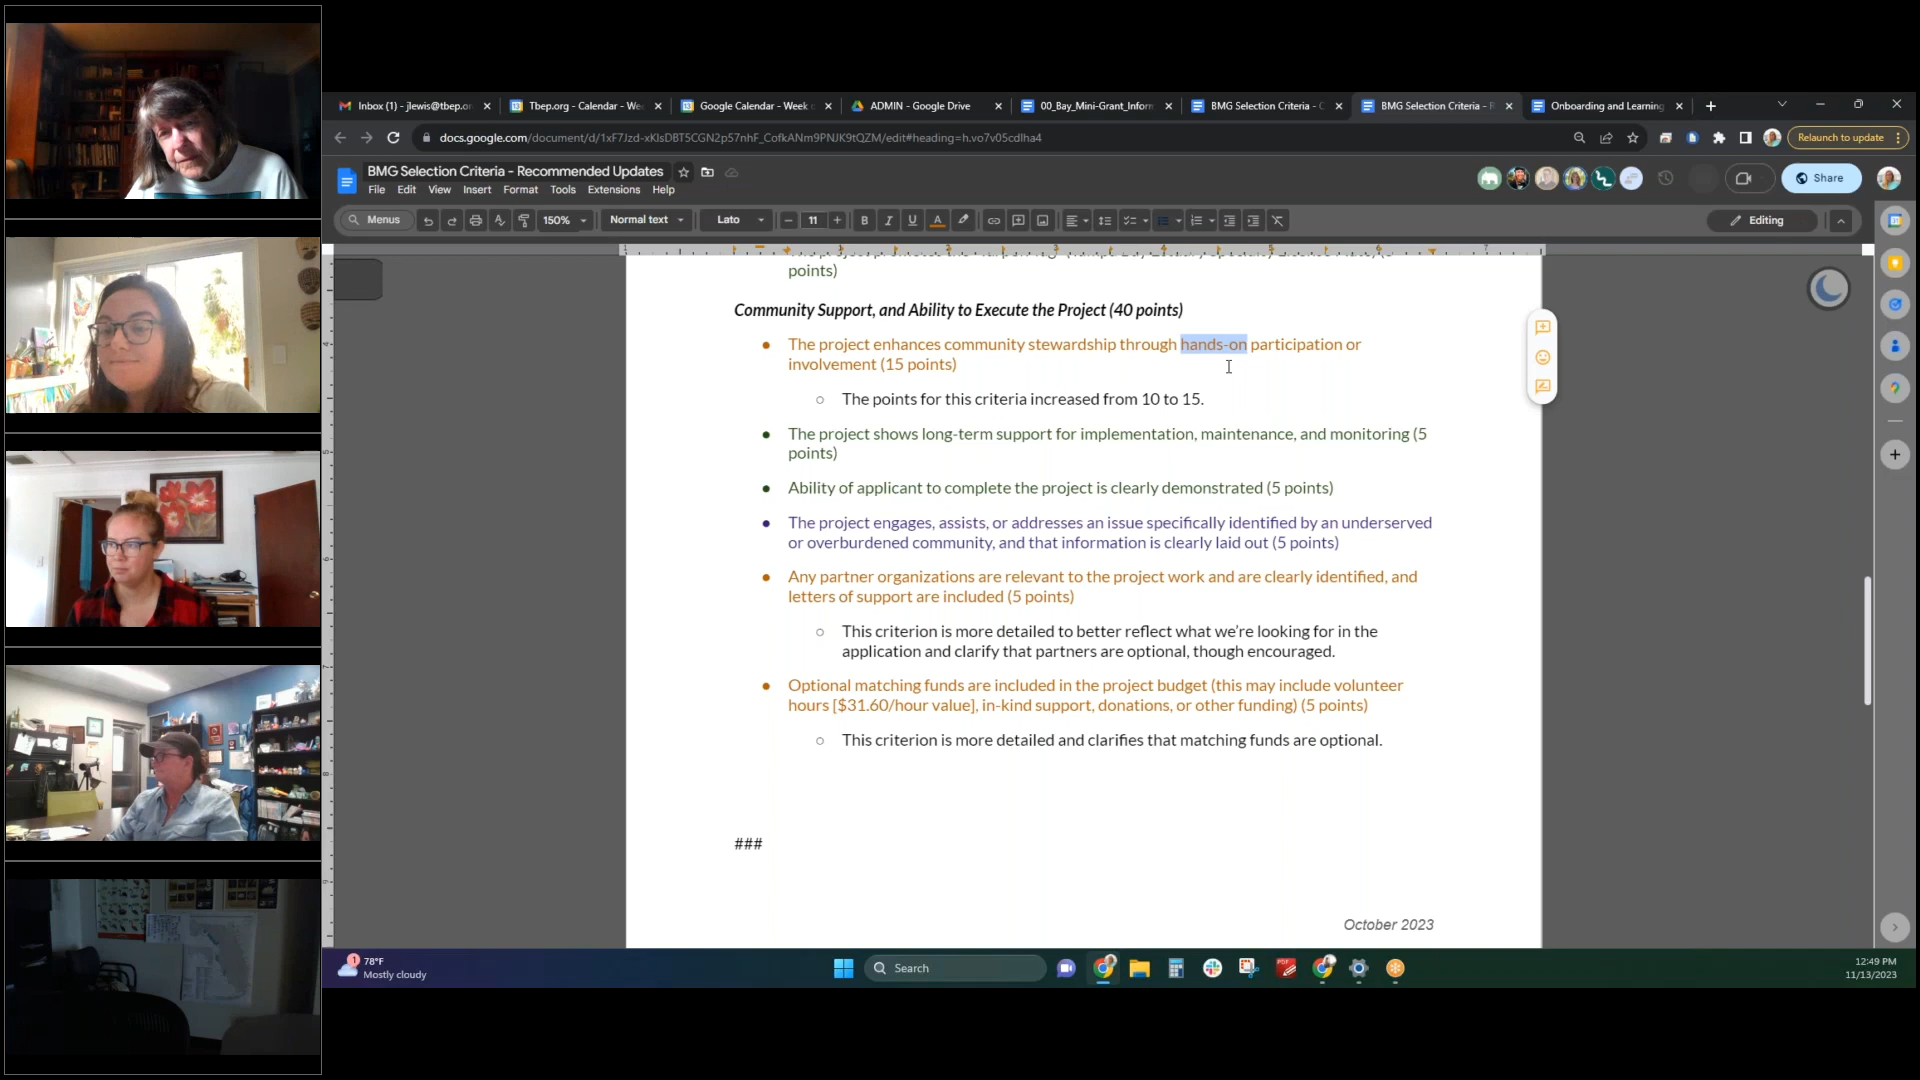 Inbox (1) - jlewis@tbep.or
Tbep.org - Calendar - We
Google Calendar - Week
ADMIN - Google Drive
00_Bay_Mini-Grant_Inform
BMG Selection Criteria - C
BMG Selection Criteria - R
Onboarding and Learning
docs.google.com/document/d/1xF7Jzd-xKIsDBT5CGN2p57nhF_CofkANm9PNJK9tQZM/edit#heading=h.vo7v05cdlha4
Relaunch to update
BMG Selection Criteria - Recommended Updates
File Edit View Insert Format Tools Extensions Help
Share
Menus
150%
Normal text
Lato
11
Editing
points)
Community Support, and Ability to Execute the Project (40 points)
● The project enhances community stewardship through hands-on participation or
involvement (15 points)
○ The points for this criteria increased from 10 to 15.
● The project shows long-term support for implementation, maintenance, and monitoring (5
points)
● Ability of applicant to complete the project is clearly demonstrated (5 points)
● The project engages, assists, or addresses an issue specifically identified by an underserved
or overburdened community, and that information is clearly laid out (5 points)
● Any partner organizations are relevant to the project work and are clearly identified, and
letters of support are included (5 points)
○ This criterion is more detailed to better reflect what we’re looking for in the
application and clarify that partners are optional, though encouraged.
● Optional matching funds are included in the project budget (this may include volunteer
hours [$31.60/hour value], in-kind support, donations, or other funding) (5 points)
○ This criterion is more detailed and clarifies that matching funds are optional.
###
October 2023
1
78°F
Mostly cloudy
Search
12:49 PM
11/13/2023